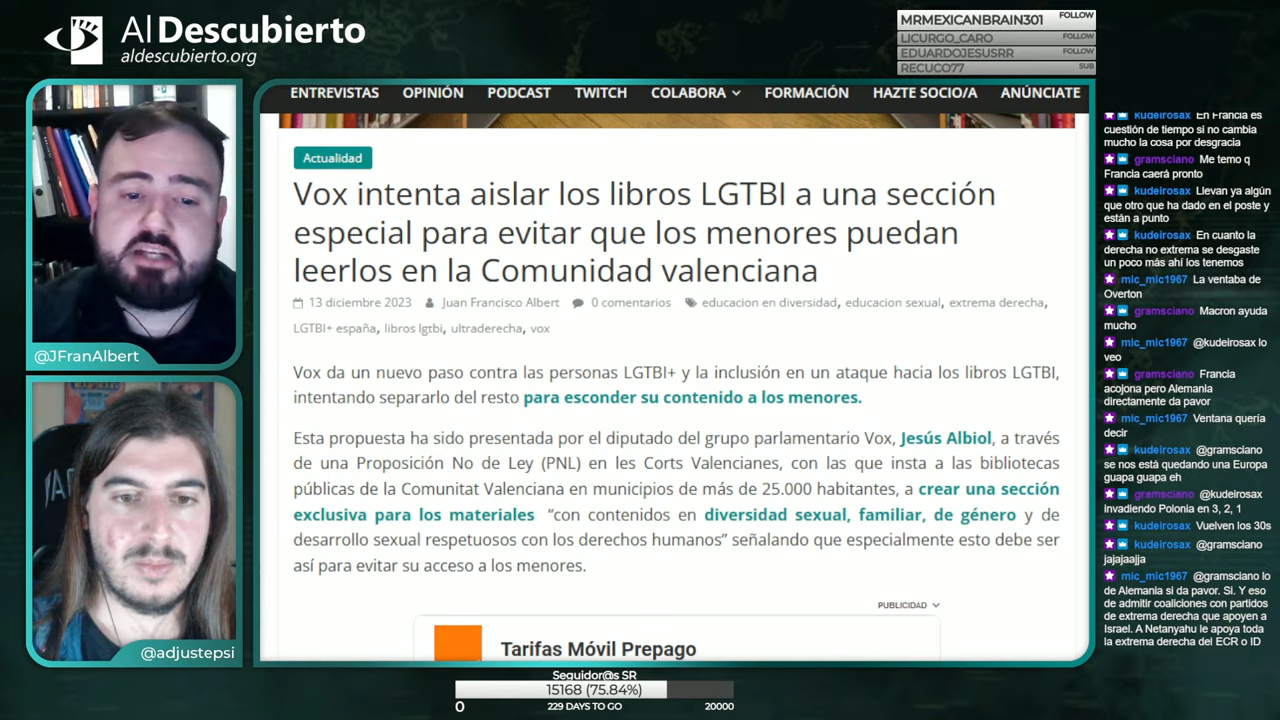 Al Descubierto
aldescubierto.org
MRMEXICANBRAIN301 FOLLOW
LICURGO_CARO FOLLOW
EDUARDOJESUSRR FOLLOW
RECUCO77 SUB
ENTREVISTAS OPINIÓN PODCAST TWITCH COLABORA FORMACIÓN HAZTE SOCIO/A ANÚNCIATE
Actualidad
Vox intenta aislar los libros LGTBI a una sección
especial para evitar que los menores puedan
leerlos en la Comunidad valenciana
13 diciembre 2023 Juan Francisco Albert 0 comentarios educacion en diversidad, educacion sexual, extrema derecha,
LGTBI+ españa, libros lgtbi, ultraderecha, vox
Vox da un nuevo paso contra las personas LGTBI+ y la inclusión en un ataque hacia los libros LGTBI,
intentando separarlo del resto para esconder su contenido a los menores.
Esta propuesta ha sido presentada por el diputado del grupo parlamentario Vox, Jesús Albiol, a través
de una Proposición No de Ley (PNL) en les Corts Valencianes, con las que insta a las bibliotecas
públicas de la Comunitat Valenciana en municipios de más de 25.000 habitantes, a crear una sección
exclusiva para los materiales “con contenidos en diversidad sexual, familiar, de género y de
desarrollo sexual respetuosos con los derechos humanos” señalando que especialmente esto debe ser
así para evitar su acceso a los menores.
PUBLICIDAD
Tarifas Móvil Prepago
@JFranAlbert
@adjustepsi
Seguidor@s SR
15168 (75.84%)
0 229 DAYS TO GO 20000
kudeirosax En Francia es
cuestión de tiempo si no cambia
mucho la cosa por desgracia
gramsciano Me temo q
Francia caerá pronto
kudeirosax Llevan ya algún
que otro que ha dado en el poste y
están a punto
kudeirosax En cuanto la
derecha no extrema se desgaste
un poco más ahí los tenemos
mic_mic1967 La ventaba de
Overton
gramsciano Macron ayuda
mucho
mic_mic1967 @kudeirosax lo
veo
gramsciano Francia
acojona pero Alemania
directamente da pavor
mic_mic1967 Ventana quería
decir
kudeirosax @gramsciano
se nos está quedando una Europa
guapa guapa eh
gramsciano @kudeirosax
invadiendo Polonia en 3, 2, 1
kudeirosax Vuelven los 30s
kudeirosax @gramsciano
jajajaajja
mic_mic1967 @gramsciano lo
de Alemania si da pavor. Si. Y eso
de admitir coaliciones con partidos
de extrema derecha que apoyen a
Israel. A Netanyahu le apoya toda
la extrema derecha del ECR o ID